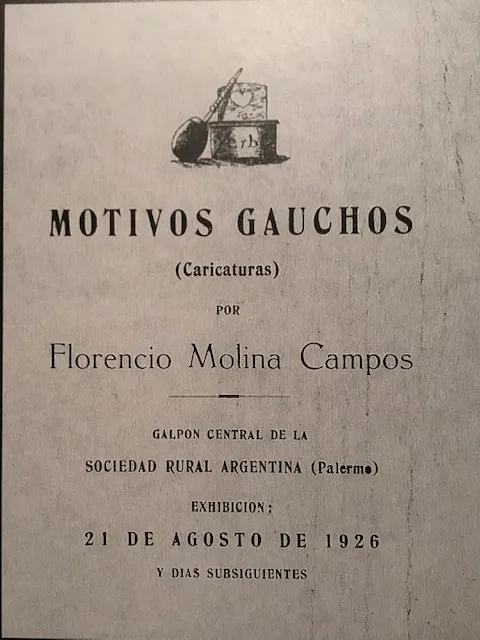 erb
MOTIVOS GAUCHOS
(Caricaturas)
POR
Florencio Molina Campos
GALPON CENTRAL DE LA
SOCIEDAD RURAL ARGENTINA (Palermo)
EXHIBICION:
21 DE AGOSTO DE 1926
Y DIAS SUBSIGUIENTES